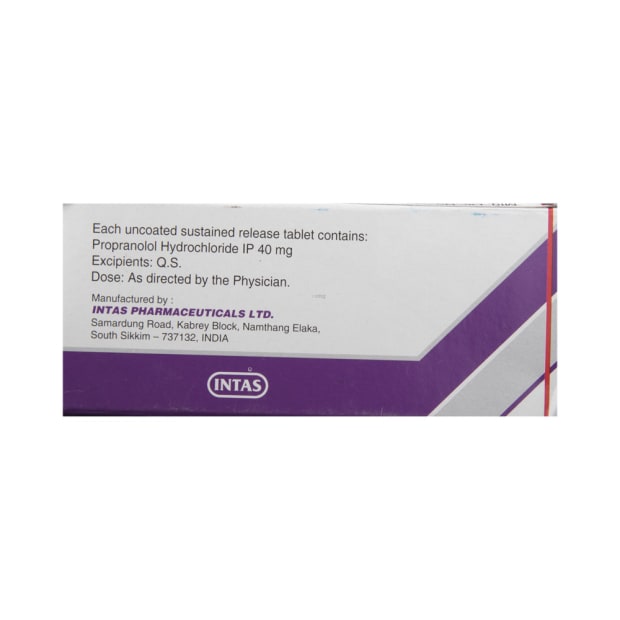 Each uncoated sustained release tablet contains:
Propranolol Hydrochloride IP 40 mg
Excipients: Q.S.
Dose: As directed by the Physician.
Manufactured by :
INTAS PHARMACEUTICALS LTD.
Samardung Road, Kabrey Block, Namthang Elaka,
South Sikkim – 737132, INDIA
INTAS